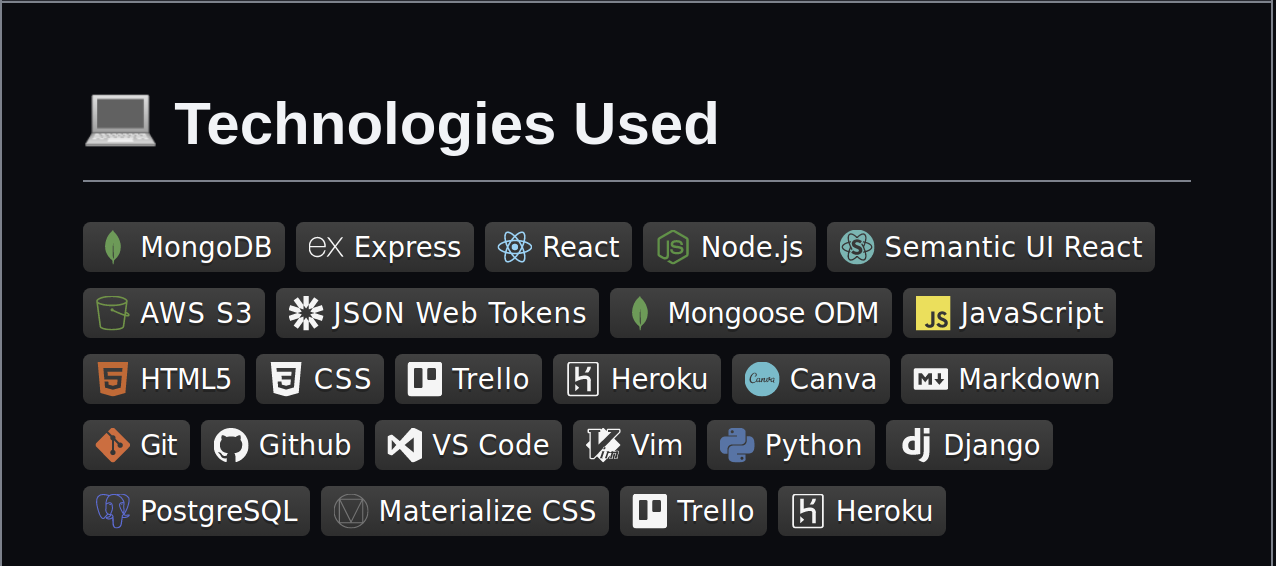 Technologies Used
MongoDB ex Express React Node.js Semantic UI React
AWS S3 JSON Web Tokens Mongoose ODM JS JavaScript
HTML5 CSS Trello Heroku Canva Canva M Markdown
Git Github VS Code Vim Vim Python dj Django
PostgreSQL Materialize CSS Trello Heroku